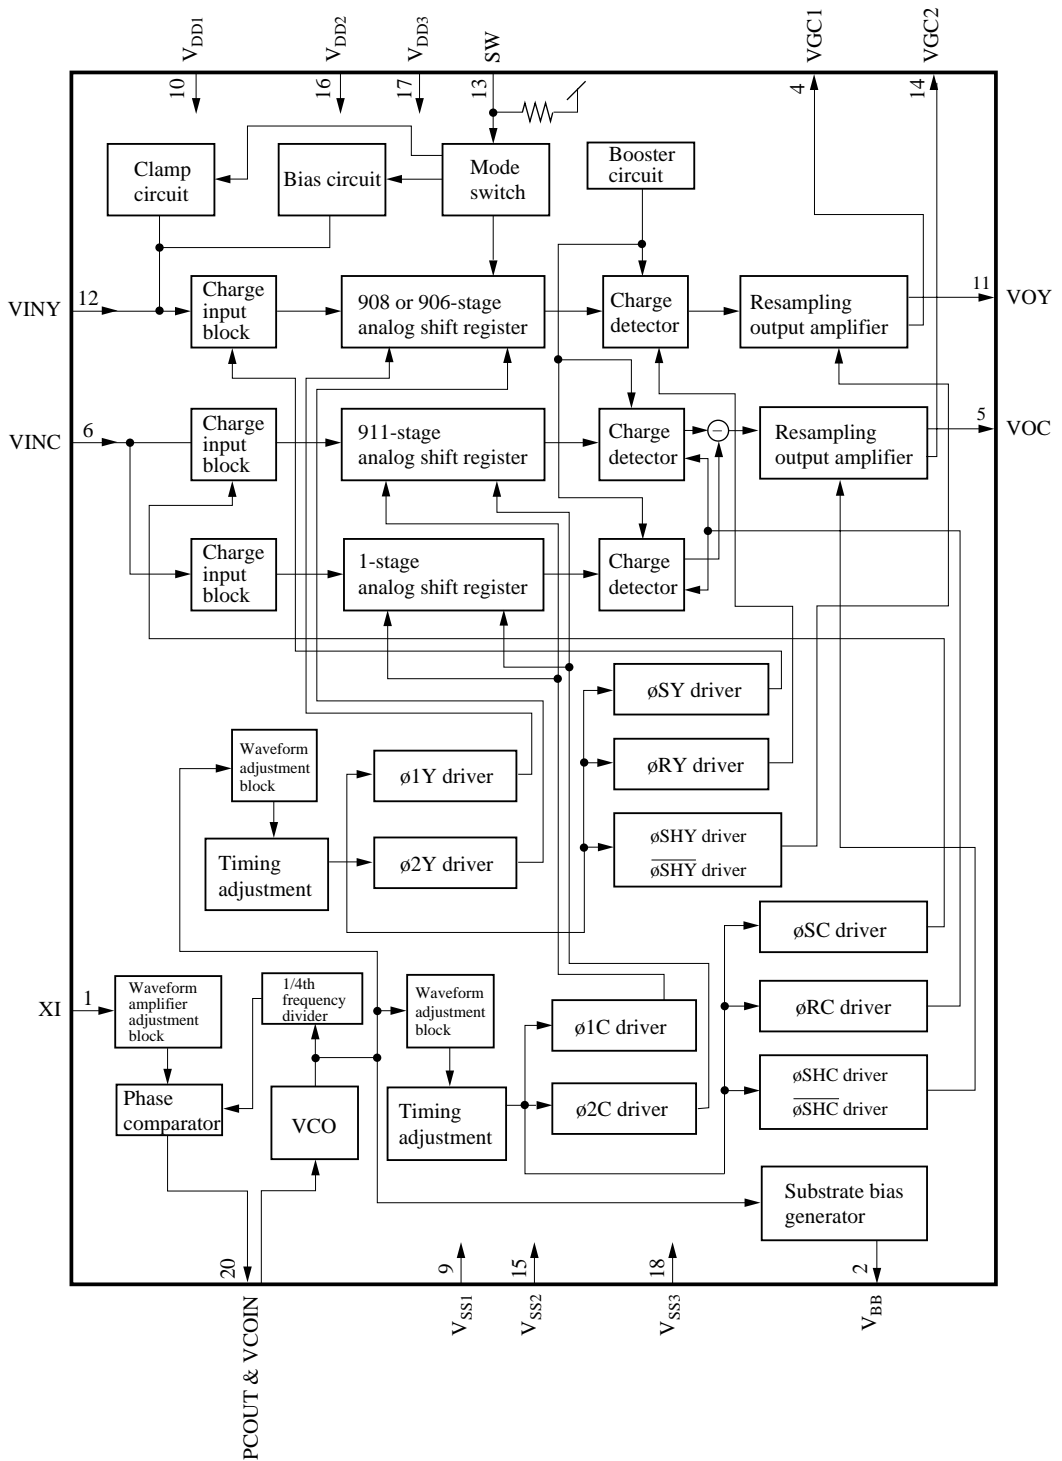 VDD1
VDD2
VDD3
SW
VGC1
VGC2
10
16
17
13
4
14
Clamp
circuit
Bias circuit
Mode
switch
Booster
circuit
VINY
12
Charge
input
block
908 or 906-stage
analog shift register
Charge
detector
Resampling
output amplifier
11
VOY
VINC
6
Charge
input
block
911-stage
analog shift register
Charge
detector
−
Resampling
output amplifier
5
VOC
Charge
input
block
1-stage
analog shift register
Charge
detector
øSY driver
Waveform
adjustment
block
ø1Y driver
øRY driver
Timing
adjustment
ø2Y driver
øSHY driver
øSHY driver
øSC driver
XI
1
Waveform
amplifier
adjustment
block
1/4th
frequency
divider
Waveform
adjustment
block
ø1C driver
øRC driver
Phase
comparator
VCO
Timing
adjustment
ø2C driver
øSHC driver
øSHC driver
Substrate bias
generator
20
9
15
18
2
PCOUT & VCOIN
VSS1
VSS2
VSS3
VBB